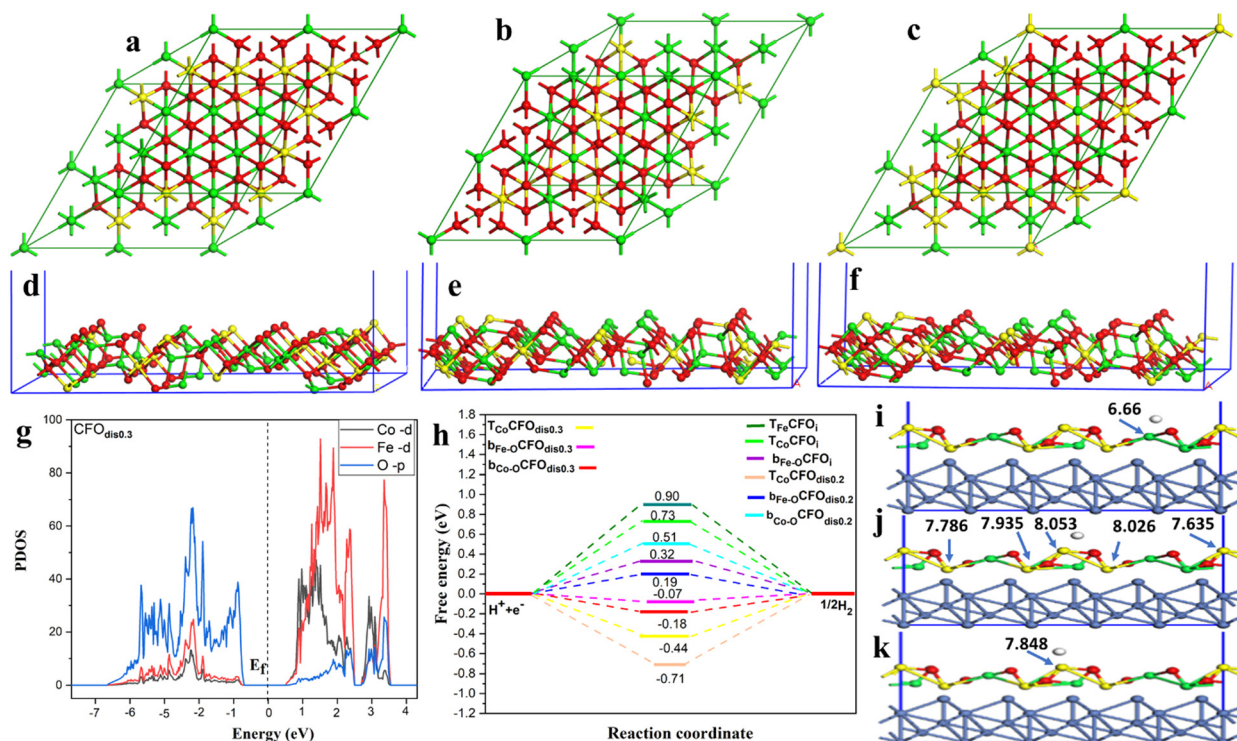 a
b
c
d
e
f
g
CFOdis0.3
Co -d
Fe -d
O -p
100
80
60
40
20
0
PDOS
Ef
-7 -6 -5 -4 -3 -2 -1 0 1 2 3 4
Energy (eV)
h
1.8
1.6
1.4
1.2
1.0
0.8
0.6
0.4
0.2
0.0
-0.2
-0.4
-0.6
-0.8
-1.0
-1.2
Free energy (eV)
TCoCFOdis0.3
bFe-OCFOdis0.3
bCo-OCFOdis0.3
TFeCFOi
TCoCFOi
bFe-OCFOi
TCoCFOdis0.2
bFe-OCFOdis0.2
bCo-OCFOdis0.2
0.90
0.73
0.51
0.32
0.19
-0.07
-0.18
-0.44
-0.71
H++e-
1/2H2
Reaction coordinate
i
6.66
j
7.786 7.935 8.053 8.026 7.635
k
7.848